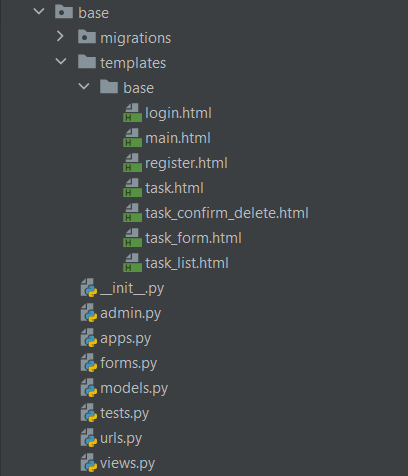 base
migrations
templates
base
login.html
main.html
register.html
task.html
task_confirm_delete.html
task_form.html
task_list.html
__init__.py
admin.py
apps.py
forms.py
models.py
tests.py
urls.py
views.py